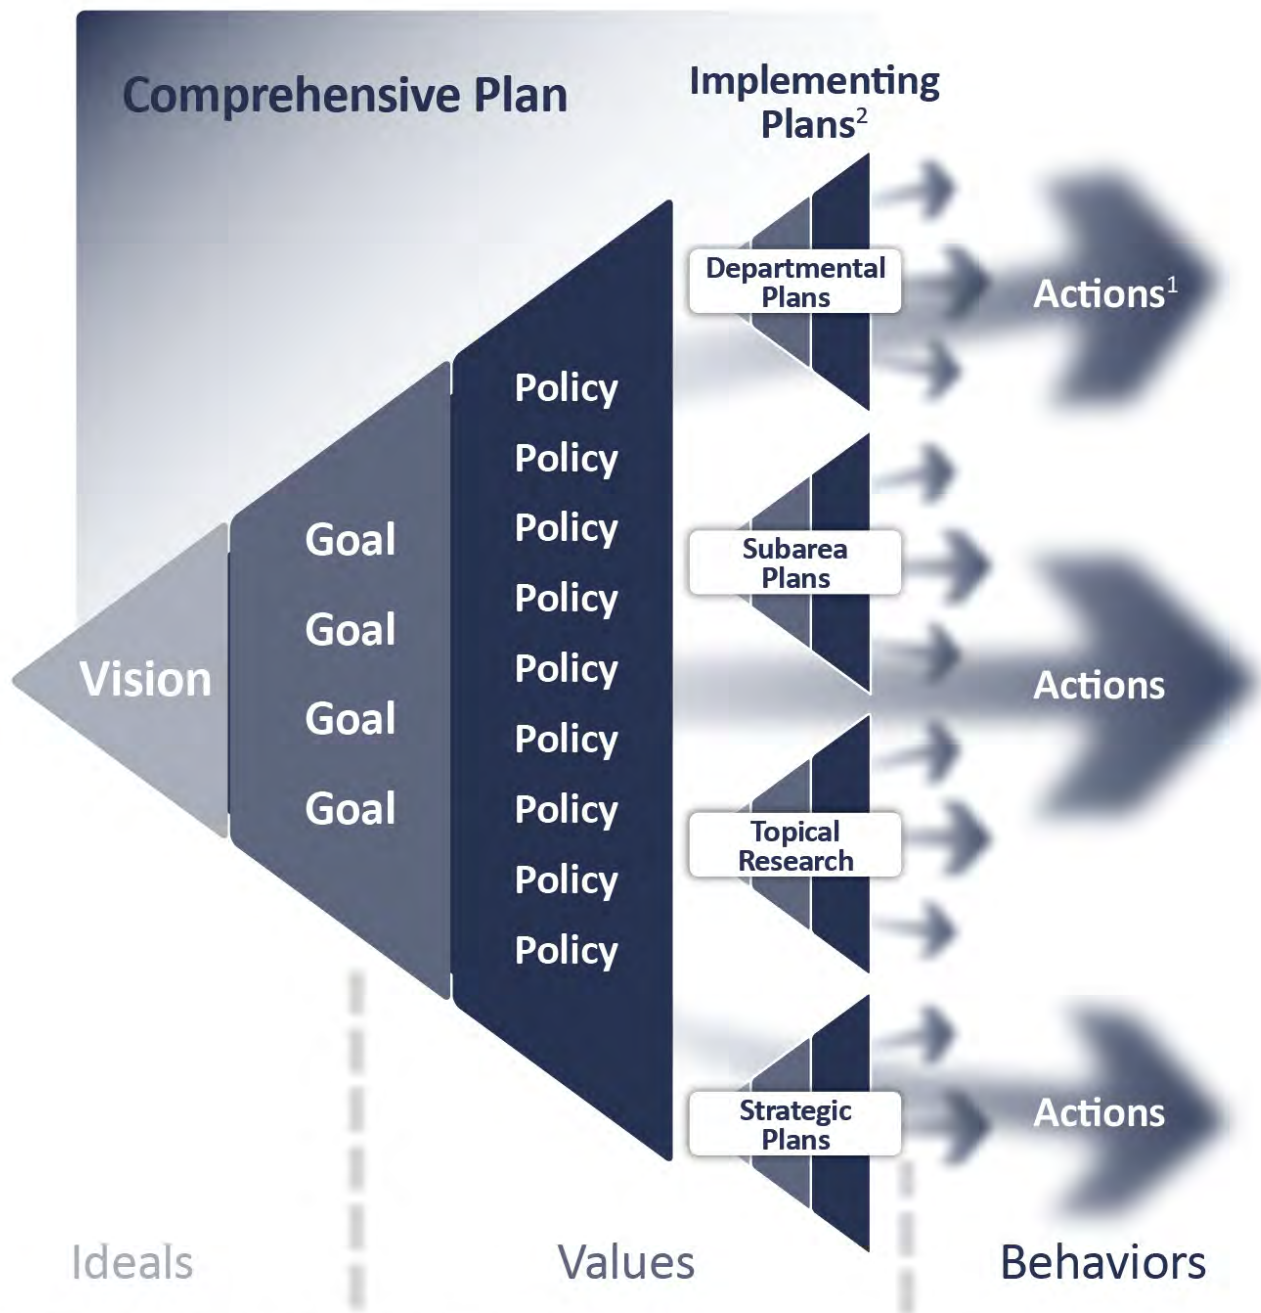 Comprehensive Plan
Implementing
Plans²
Vision
Goal
Goal
Goal
Goal
Policy
Policy
Policy
Policy
Policy
Policy
Policy
Policy
Policy
Departmental
Plans
Subarea
Plans
Topical
Research
Strategic
Plans
Actions¹
Actions
Actions
Ideals
Values
Behaviors